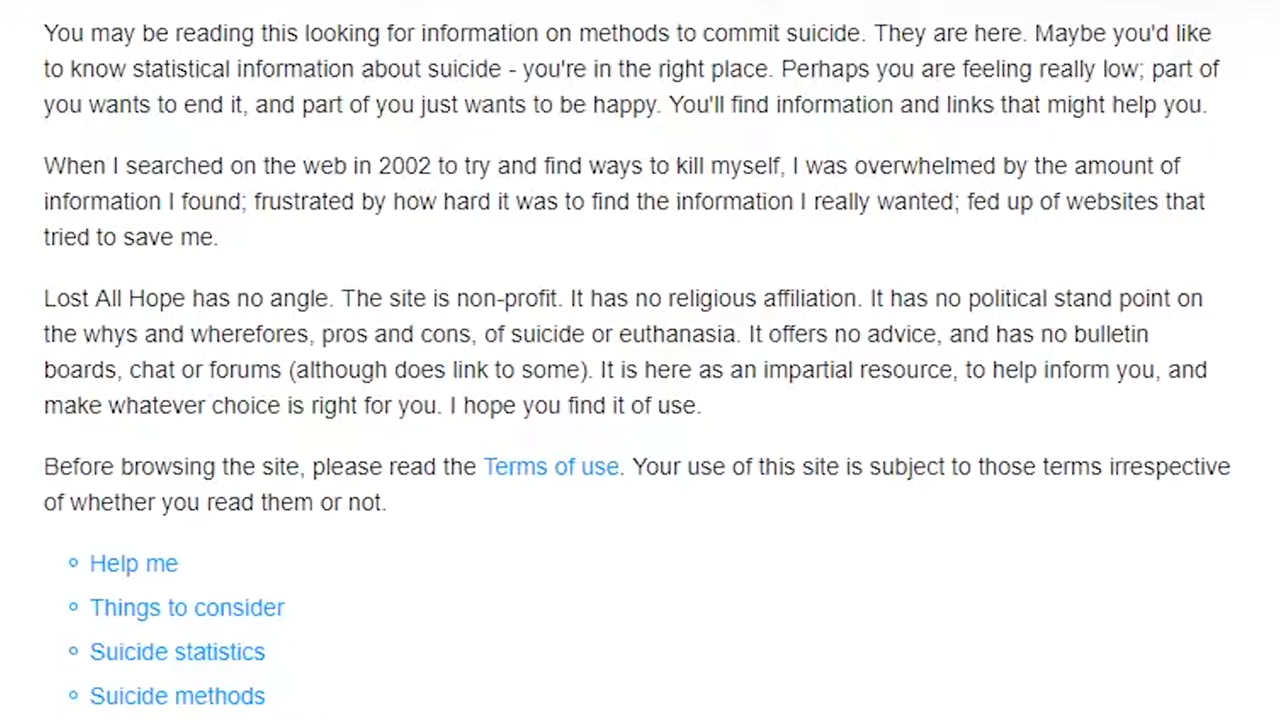 You may be reading this looking for information on methods to commit suicide. They are here. Maybe you'd like
to know statistical information about suicide - you're in the right place. Perhaps you are feeling really low; part of
you wants to end it, and part of you just wants to be happy. You'll find information and links that might help you.
When I searched on the web in 2002 to try and find ways to kill myself, I was overwhelmed by the amount of
information I found; frustrated by how hard it was to find the information I really wanted; fed up of websites that
tried to save me.
Lost All Hope has no angle. The site is non-profit. It has no religious affiliation. It has no political stand point on
the whys and wherefores, pros and cons, of suicide or euthanasia. It offers no advice, and has no bulletin
boards, chat or forums (although does link to some). It is here as an impartial resource, to help inform you, and
make whatever choice is right for you. I hope you find it of use.
Before browsing the site, please read the Terms of use. Your use of this site is subject to those terms irrespective
of whether you read them or not.
Help me
Things to consider
Suicide statistics
Suicide methods